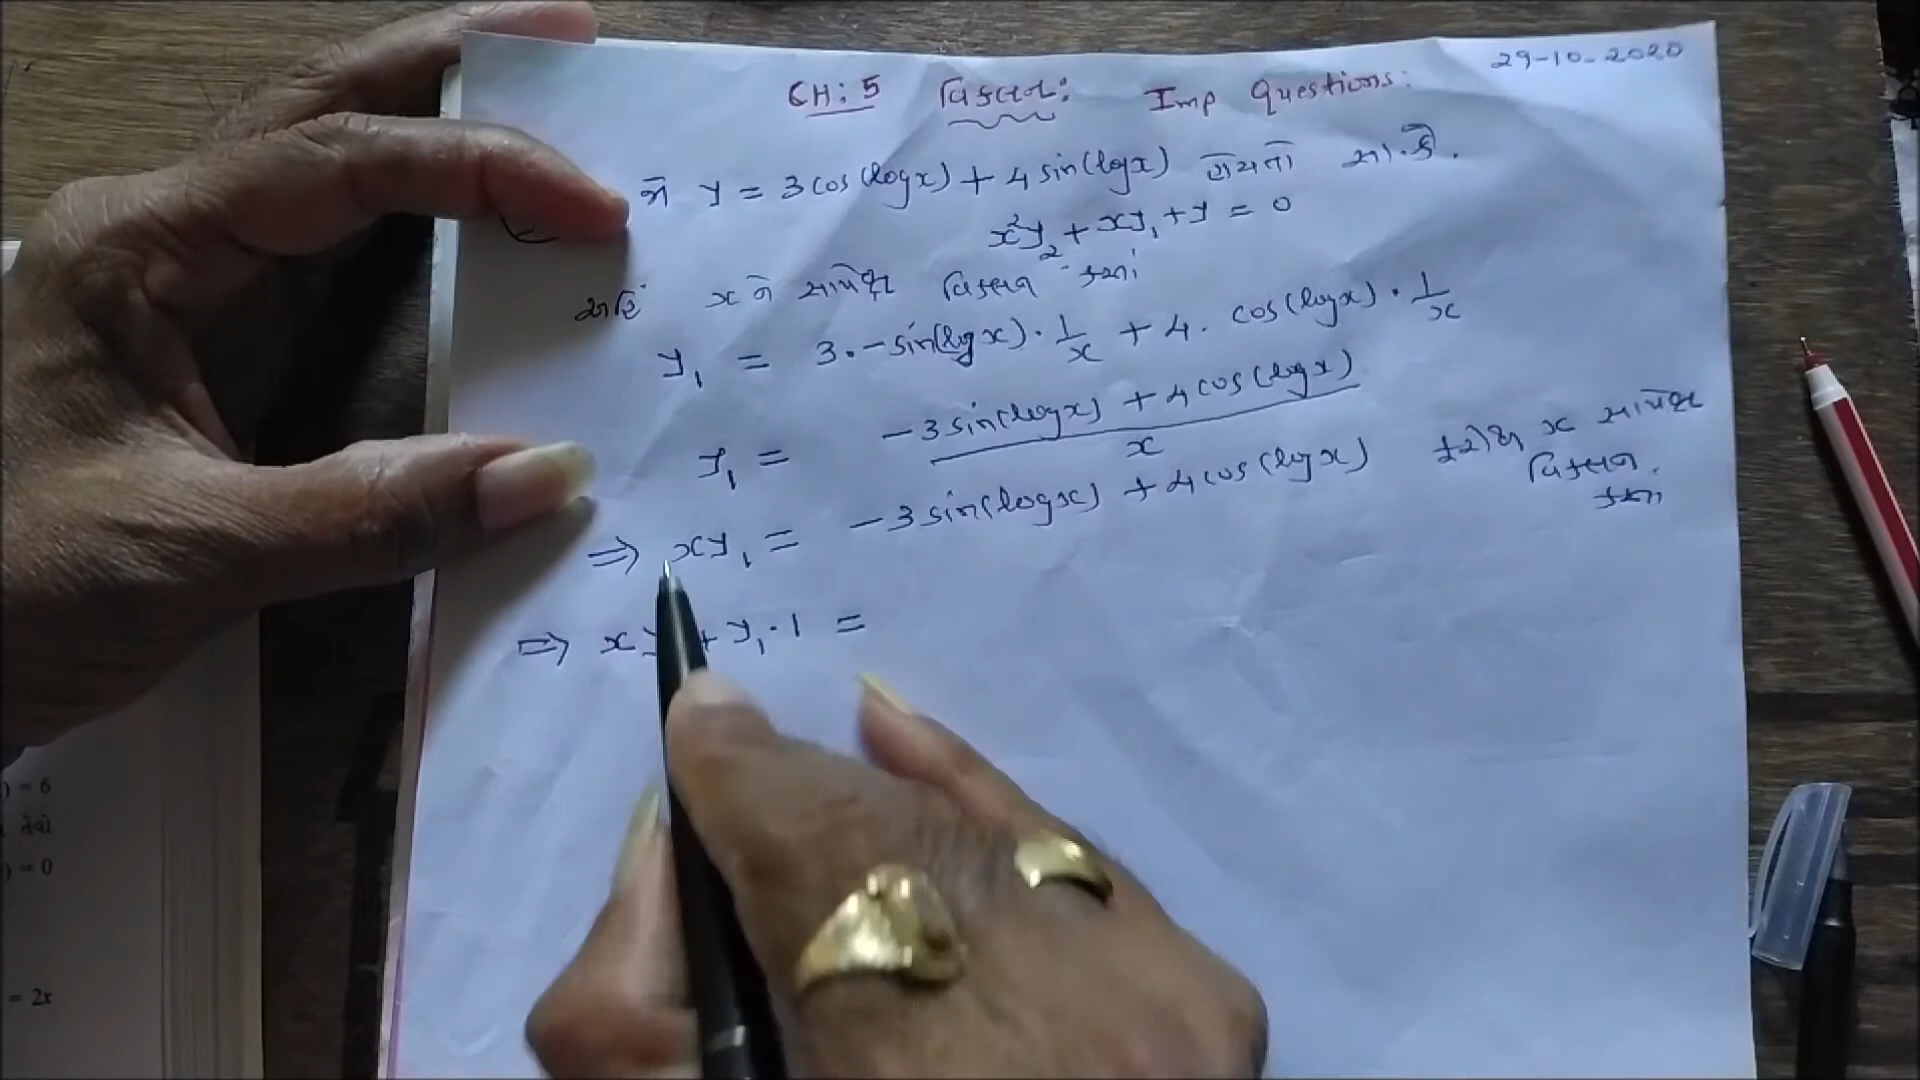 29-10-2020
CH: 5 વિકલન: Imp Questions:
જો y = 3cos(logx) + 4sin(logx) હોય તો સા.કે.
x²y₂ + xy₁ + y = 0
અહિં x ને સાપેક્ષ વિકલન કરતાં
y₁ = 3·-sin(logx)·1/x + 4·cos(logx)·1/x
y₁ = (-3sin(logx) + 4cos(logx))/x
⇒ xy₁ = -3sin(logx) + 4cos(logx) ફરીથી x સાપેક્ષ
વિકલન
કરતાં
⇒ xy + y₁·1 =
) = 6
તેવો
) = 0
= 2x